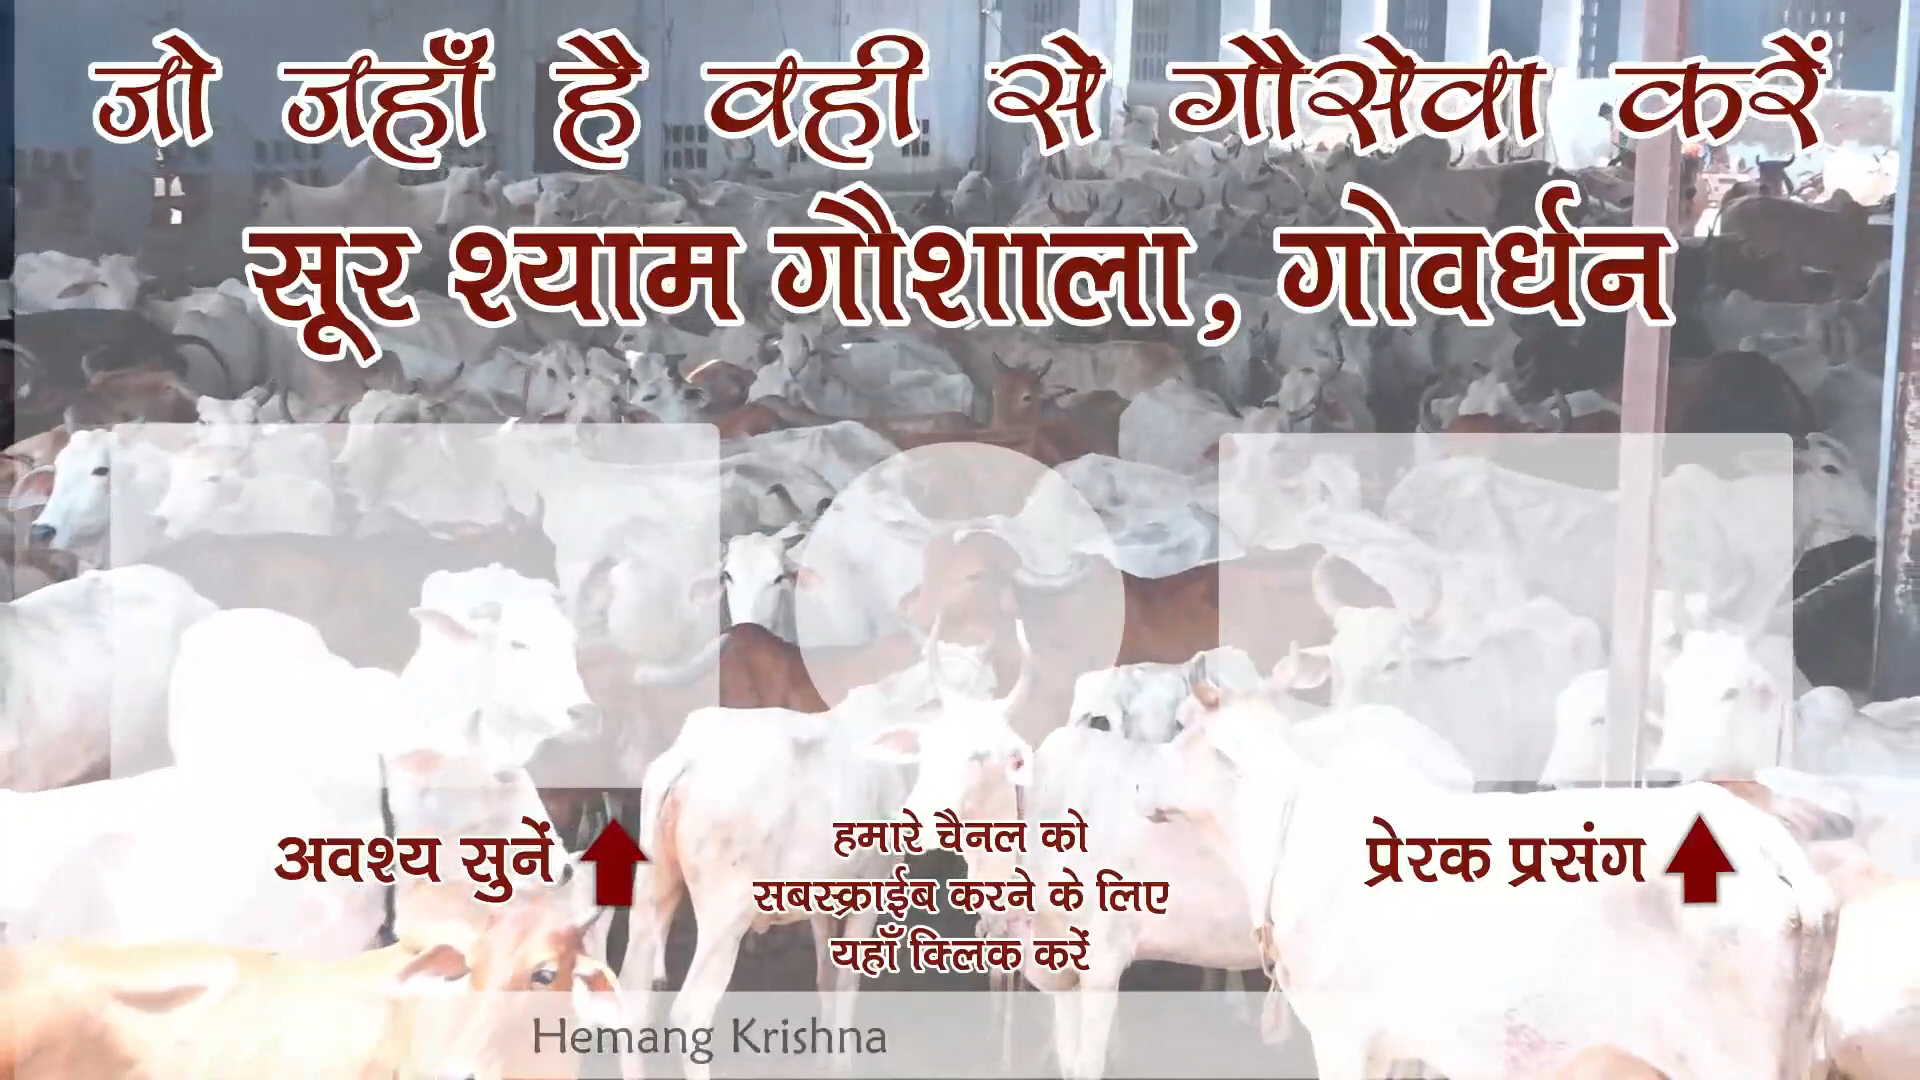 जो जहाँ है वही से गौसेवा करें
सूर श्याम गौशाला, गोवर्धन
अवश्य सुनें
हमारे चैनल को
सबस्क्राईब करने के लिए
यहाँ क्लिक करें
प्रेरक प्रसंग
Hemang Krishna